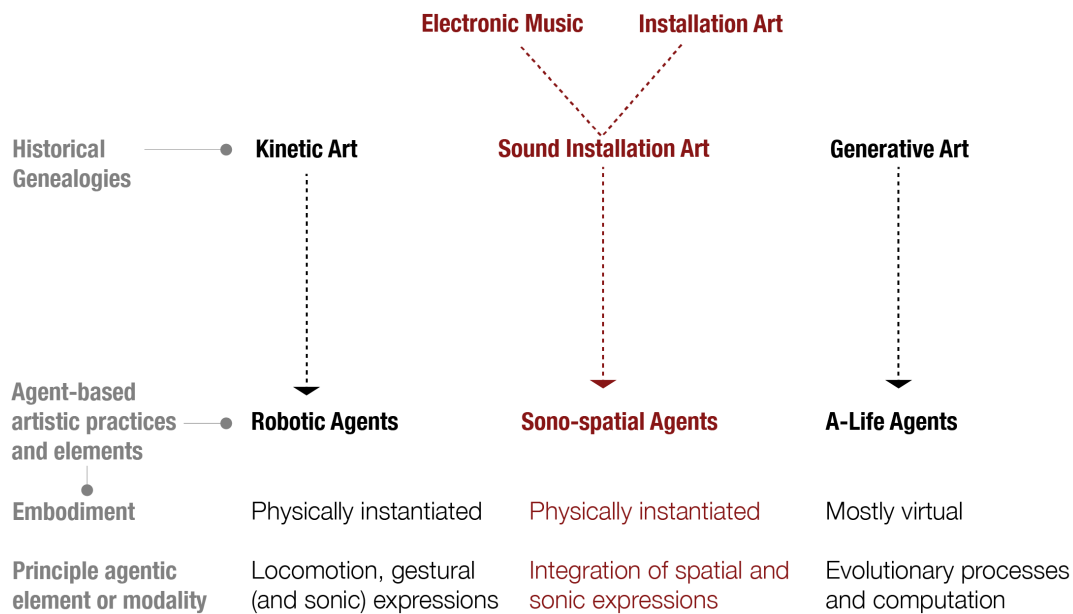 Electronic Music
Installation Art
Historical
Genealogies
Kinetic Art
Sound Installation Art
Generative Art
Agent-based
artistic practices
and elements
Robotic Agents
Sono-spatial Agents
A-Life Agents
Embodiment
Physically instantiated
Physically instantiated
Mostly virtual
Principle agentic
element or modality
Locomotion, gestural
(and sonic) expressions
Integration of spatial and
sonic expressions
Evolutionary processes
and computation